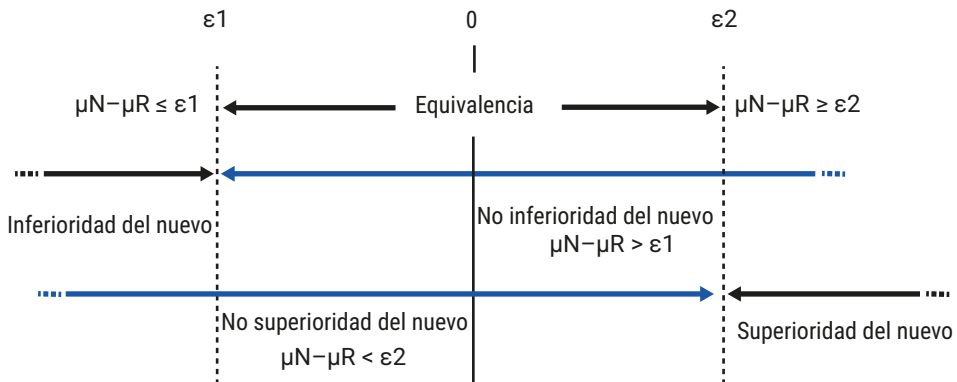 ε1 0 ε2
μN–μR ≤ ε1 Equivalencia μN–μR ≥ ε2
Inferioridad del nuevo
No inferioridad del nuevo
μN–μR > ε1
No superioridad del nuevo
μN–μR < ε2
Superioridad del nuevo